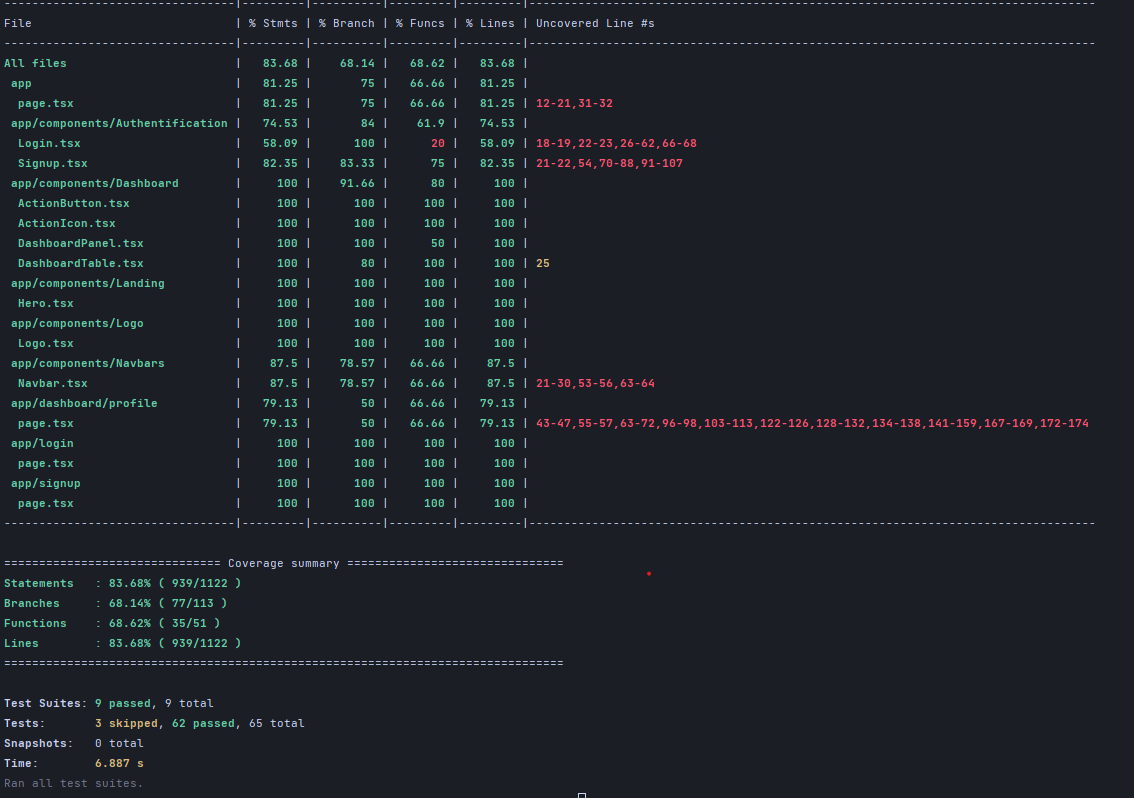 ---------------------------------|---------|----------|---------|---------|---------------------------------------------------------------------------------
File                             | % Stmts | % Branch | % Funcs | % Lines | Uncovered Line #s
---------------------------------|---------|----------|---------|---------|---------------------------------------------------------------------------------
All files                        |   83.68 |    68.14 |   68.62 |   83.68 |
 app                             |   81.25 |       75 |   66.66 |   81.25 |
  page.tsx                       |   81.25 |       75 |   66.66 |   81.25 | 12-21,31-32
 app/components/Authentification |   74.53 |       84 |    61.9 |   74.53 |
  Login.tsx                      |   58.09 |      100 |      20 |   58.09 | 18-19,22-23,26-62,66-68
  Signup.tsx                     |   82.35 |    83.33 |      75 |   82.35 | 21-22,54,70-88,91-107
 app/components/Dashboard        |     100 |    91.66 |      80 |     100 |
  ActionButton.tsx               |     100 |      100 |     100 |     100 |
  ActionIcon.tsx                 |     100 |      100 |     100 |     100 |
  DashboardPanel.tsx             |     100 |      100 |      50 |     100 |
  DashboardTable.tsx             |     100 |       80 |     100 |     100 | 25
 app/components/Landing          |     100 |      100 |     100 |     100 |
  Hero.tsx                       |     100 |      100 |     100 |     100 |
 app/components/Logo             |     100 |      100 |     100 |     100 |
  Logo.tsx                       |     100 |      100 |     100 |     100 |
 app/components/Navbars          |    87.5 |    78.57 |   66.66 |    87.5 |
  Navbar.tsx                     |    87.5 |    78.57 |   66.66 |    87.5 | 21-30,53-56,63-64
 app/dashboard/profile           |   79.13 |       50 |   66.66 |   79.13 |
  page.tsx                       |   79.13 |       50 |   66.66 |   79.13 | 43-47,55-57,63-72,96-98,103-113,122-126,128-132,134-138,141-159,167-169,172-174
 app/login                       |     100 |      100 |     100 |     100 |
  page.tsx                       |     100 |      100 |     100 |     100 |
 app/signup                      |     100 |      100 |     100 |     100 |
  page.tsx                       |     100 |      100 |     100 |     100 |
---------------------------------|---------|----------|---------|---------|---------------------------------------------------------------------------------
=============================== Coverage summary ===============================
Statements   : 83.68% ( 939/1122 )
Branches     : 68.14% ( 77/113 )
Functions    : 68.62% ( 35/51 )
Lines        : 83.68% ( 939/1122 )
================================================================================
Test Suites: 9 passed, 9 total
Tests:       3 skipped, 62 passed, 65 total
Snapshots:   0 total
Time:        6.887 s
Ran all test suites.